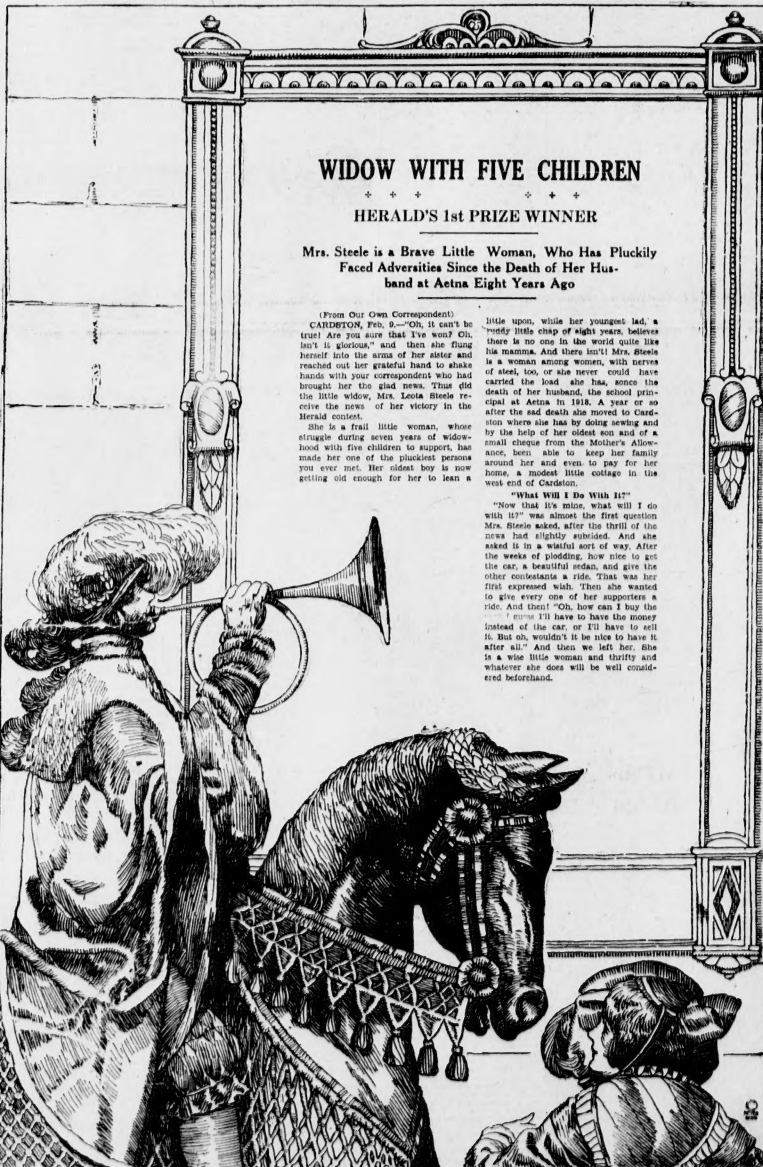 WIDOW WITH FIVE CHILDREN
HERALD'S 1st PRIZE WINNER
Mrs. Steele is a Brave Little Woman, Who Has Pluckily
Faced Adversities Since the Death of Her Hus-
band at Aetna Eight Years Ago
(From Our Own Correspondent)
CARDSTON, Feb. 9.—"Oh, it can't be
true! Are you sure that I've won? Oh,
isn't it glorious," and then she flung
herself into the arms of her sister and
reached out her grateful hand to shake
hands with your correspondent who had
brought her the glad news. Thus did
the little widow, Mrs. Leota Steele re-
ceive the news of her victory in the
Herald contest.
She is a frail little woman, whose
struggle during seven years of widow-
hood with five children to support, has
made her one of the pluckiest persons
you ever met. Her oldest boy is now
getting old enough for her to lean a
little upon, while her youngest lad, a
ruddy little chap of eight years, believes
there is no one in the world quite like
his mamma. And there isn't! Mrs. Steele
is a woman among women, with nerves
of steel, too, or she never could have
carried the load she has, sonce the
death of her husband, the school prin-
cipal at Aetna in 1918. A year or so
after the sad death she moved to Card-
ston where she has by doing sewing and
by the help of her oldest son and of a
small cheque from the Mother's Allow-
ance, been able to keep her family
around her and even to pay for her
home, a modest little cottage in the
west end of Cardston.
"What Will I Do With It?"
"Now that it's mine, what will I do
with it?" was almost the first question
Mrs. Steele asked, after the thrill of the
news had slightly subsided. And she
asked it in a wistful sort of way. After
the weeks of plodding, how nice to get
the car, a beautiful sedan, and give the
other contestants a ride. That was her
first expressed wish. Then she wanted
to give every one of her supporters a
ride. And then! "Oh, how can I buy the
I'll have to have the money
instead of the car, or I'll have to sell
it. But oh, wouldn't it be nice to have it
after all." And then we left her. She
is a wise little woman and thrifty and
whatever she does will be well consid-
ered beforehand.